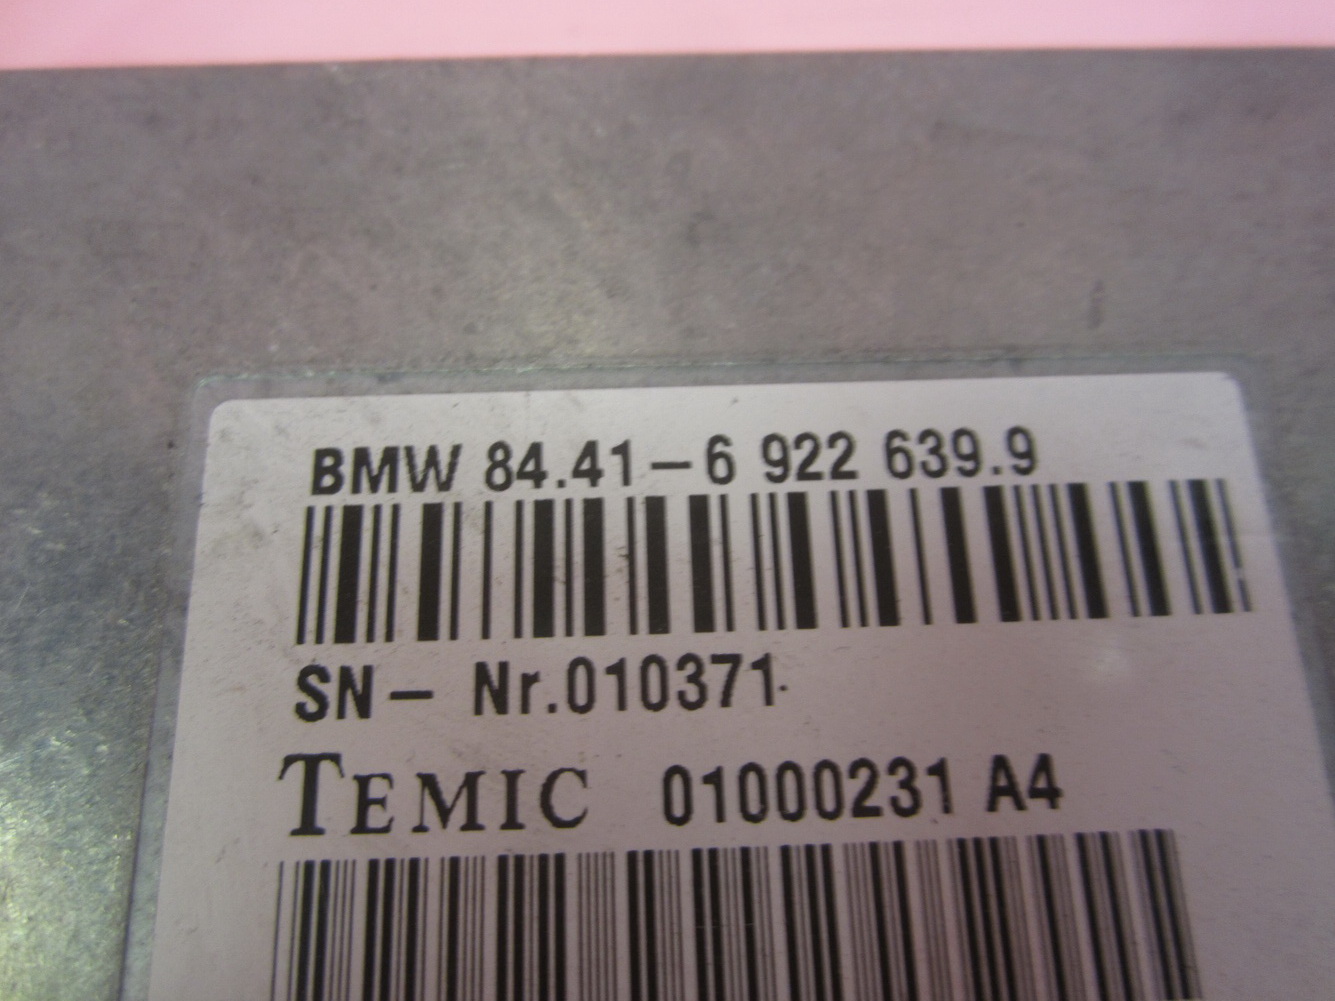 BMW 84.41-6 922 639.9
SN- Nr.010371
TEMIC 01000231 A4